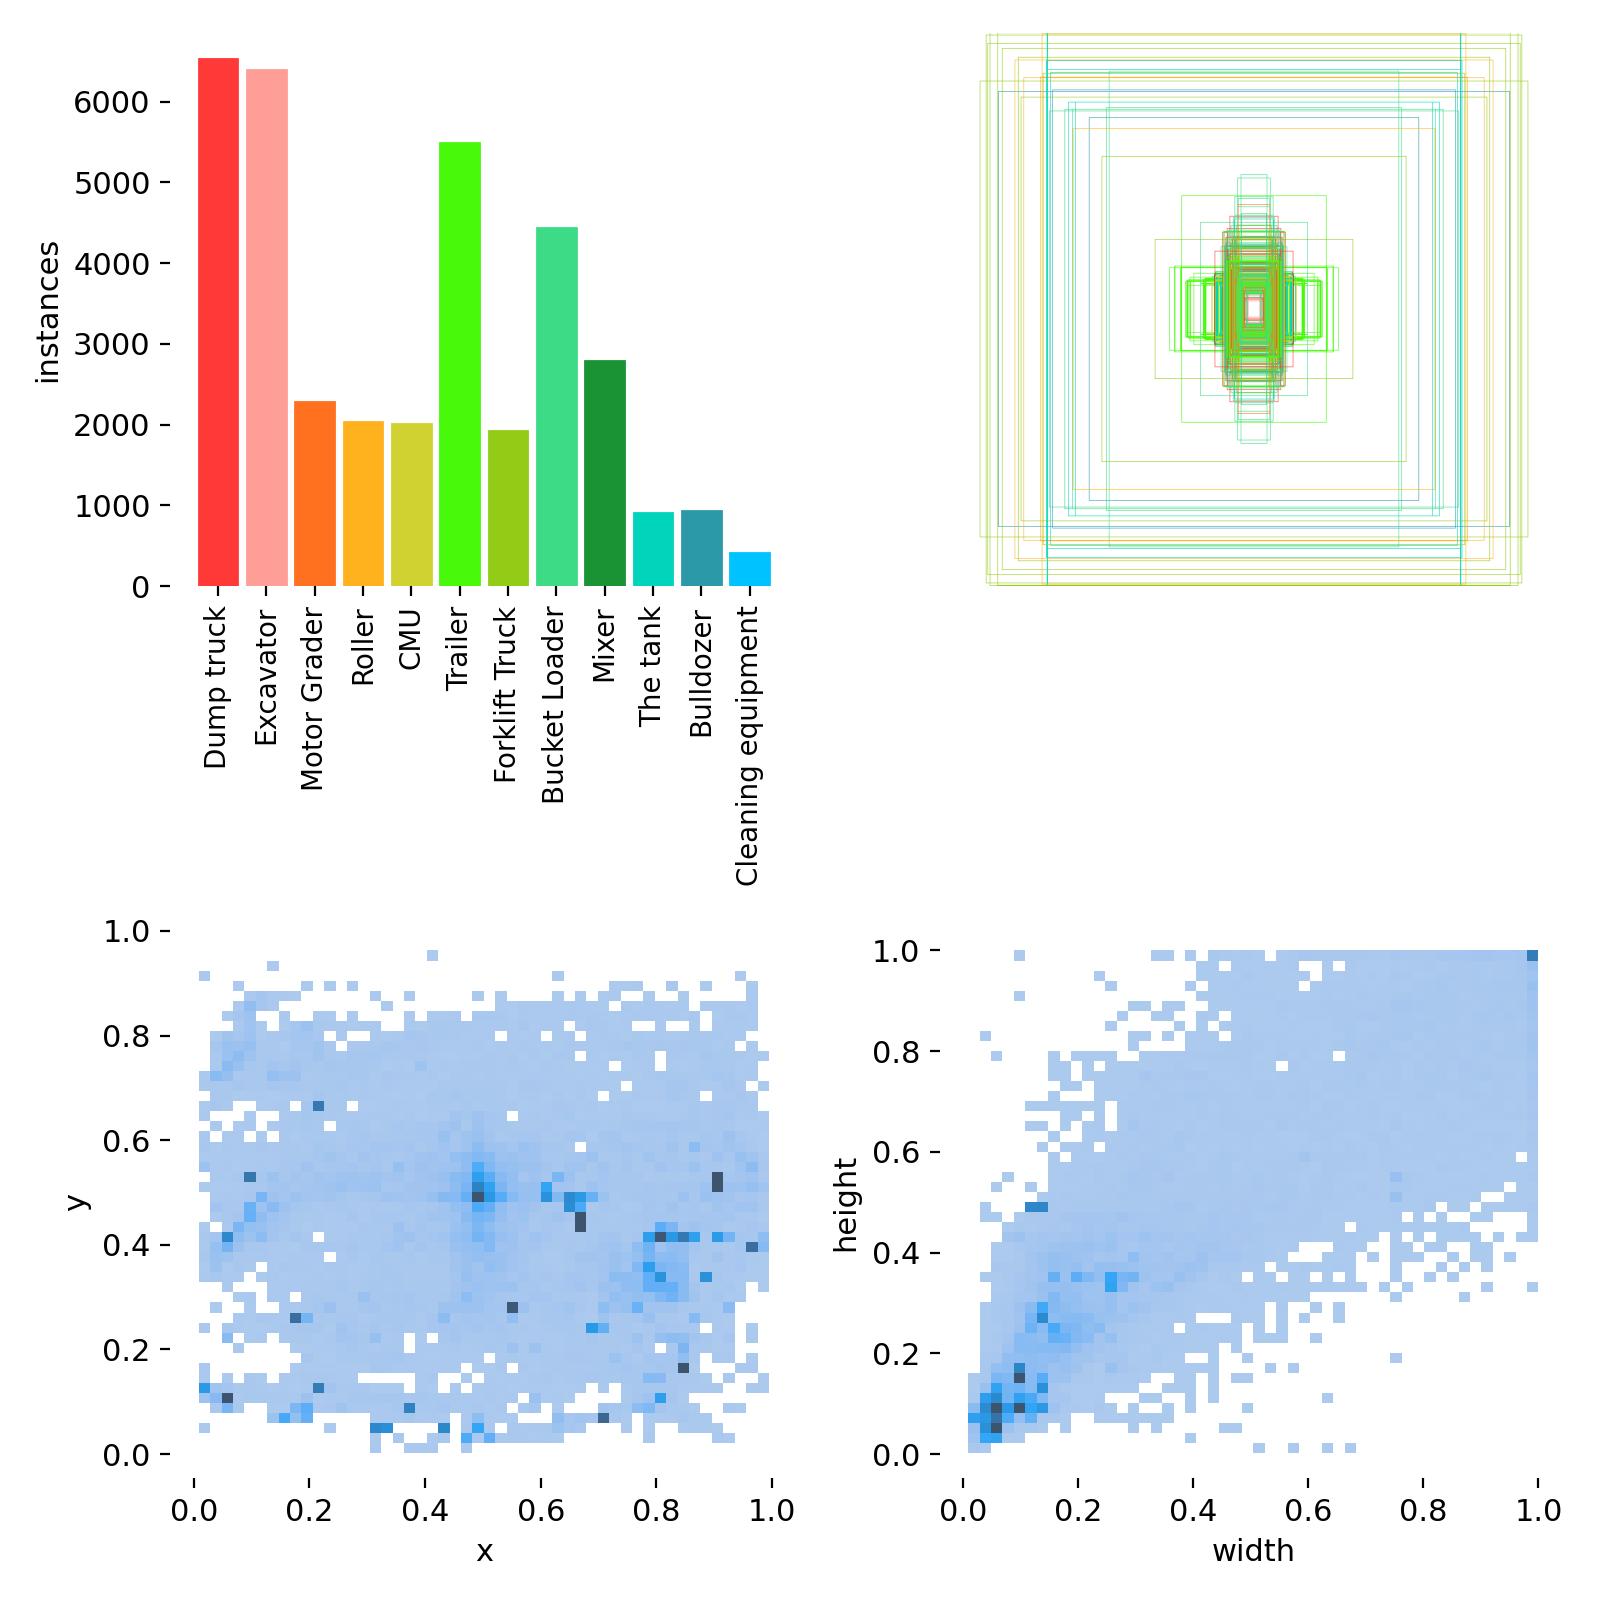 6000
5000
4000
3000
2000
1000
0
instances
Dump truck
Excavator
Motor Grader
Roller
CMU
Trailer
Forklift Truck
Bucket Loader
Mixer
The tank
Bulldozer
Cleaning equipment
1.0
0.8
0.6
0.4
0.2
0.0
y
0.0 0.2 0.4 0.6 0.8 1.0
x
1.0
0.8
0.6
0.4
0.2
0.0
height
0.0 0.2 0.4 0.6 0.8 1.0
width